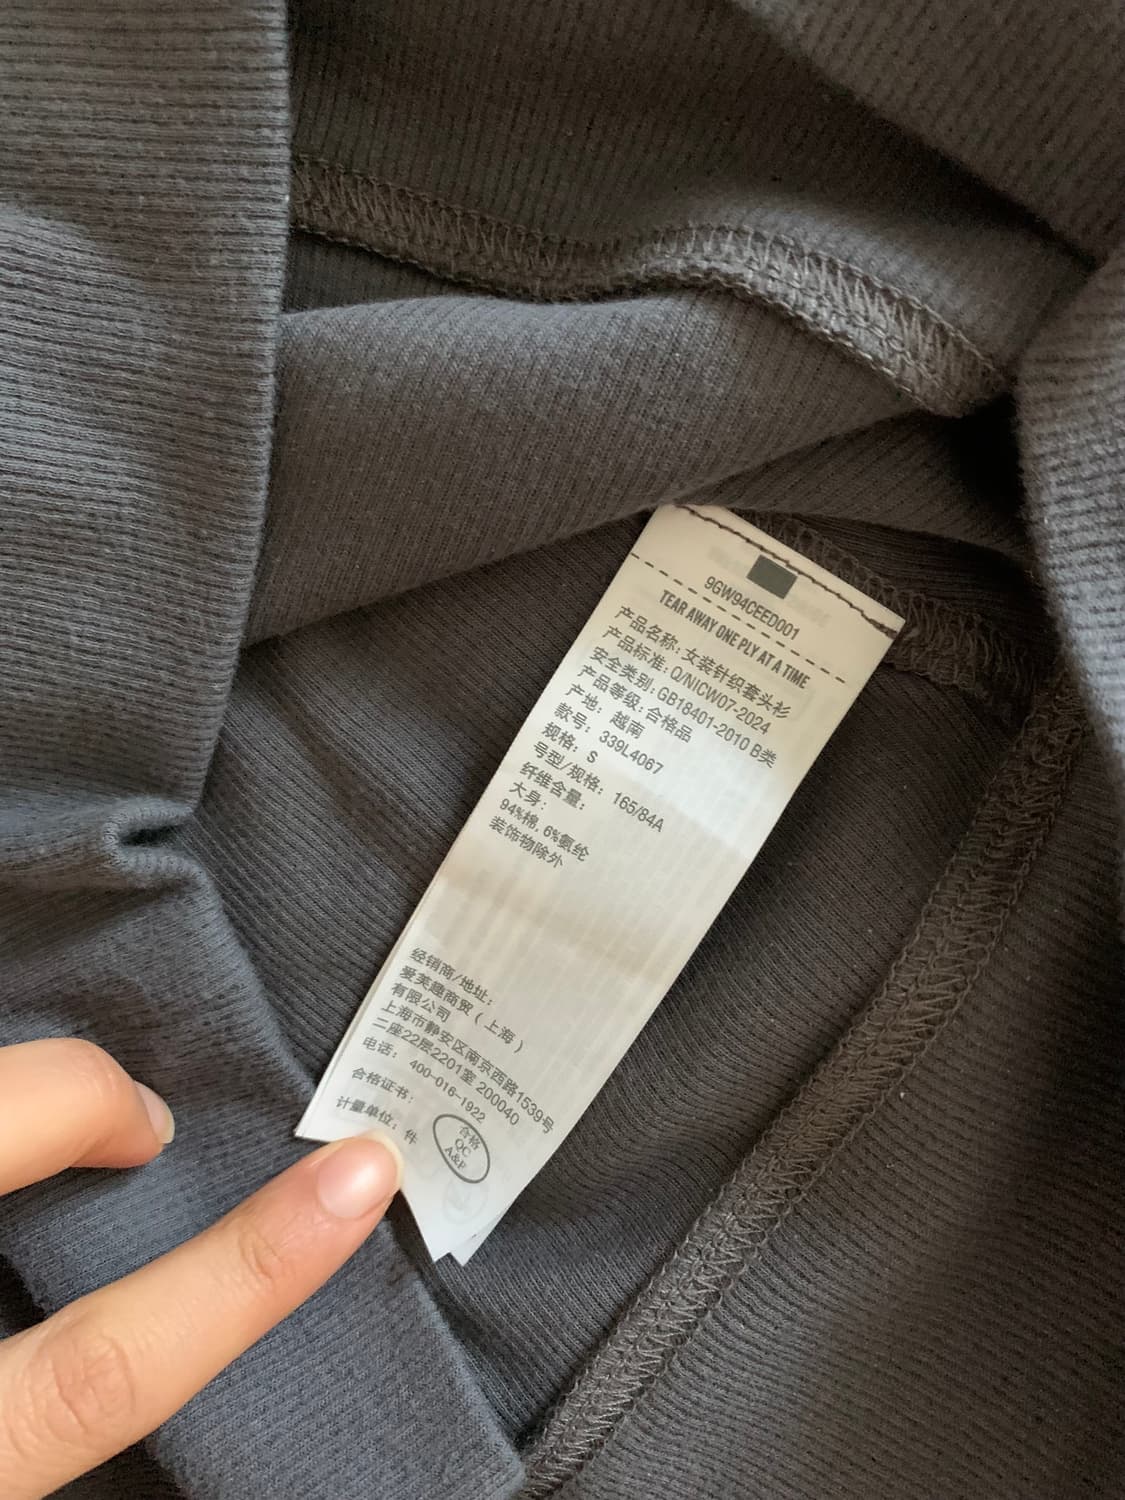 9GW94CEED001
TEAR AWAY ONE PLY AT A TIME
产品名称: 女装针织套头衫
产品标准: Q/NICW07-2024
安全类别: GB18401-2010 B类
产品等级: 合格品
产地: 越南
款号: 339L4067
规格: S
号型/规格: 165/84A
纤维含量:
大身:
94%棉, 6%氨纶
装饰物除外
经销商/地址:
爱芙趣商贸 ( 上海 )
有限公司
上海市静安区南京西路1539号
二座22层2201室 200040
电话: 400-016-1922
合格证书:
计量单位: 件
合格
QC
A&F